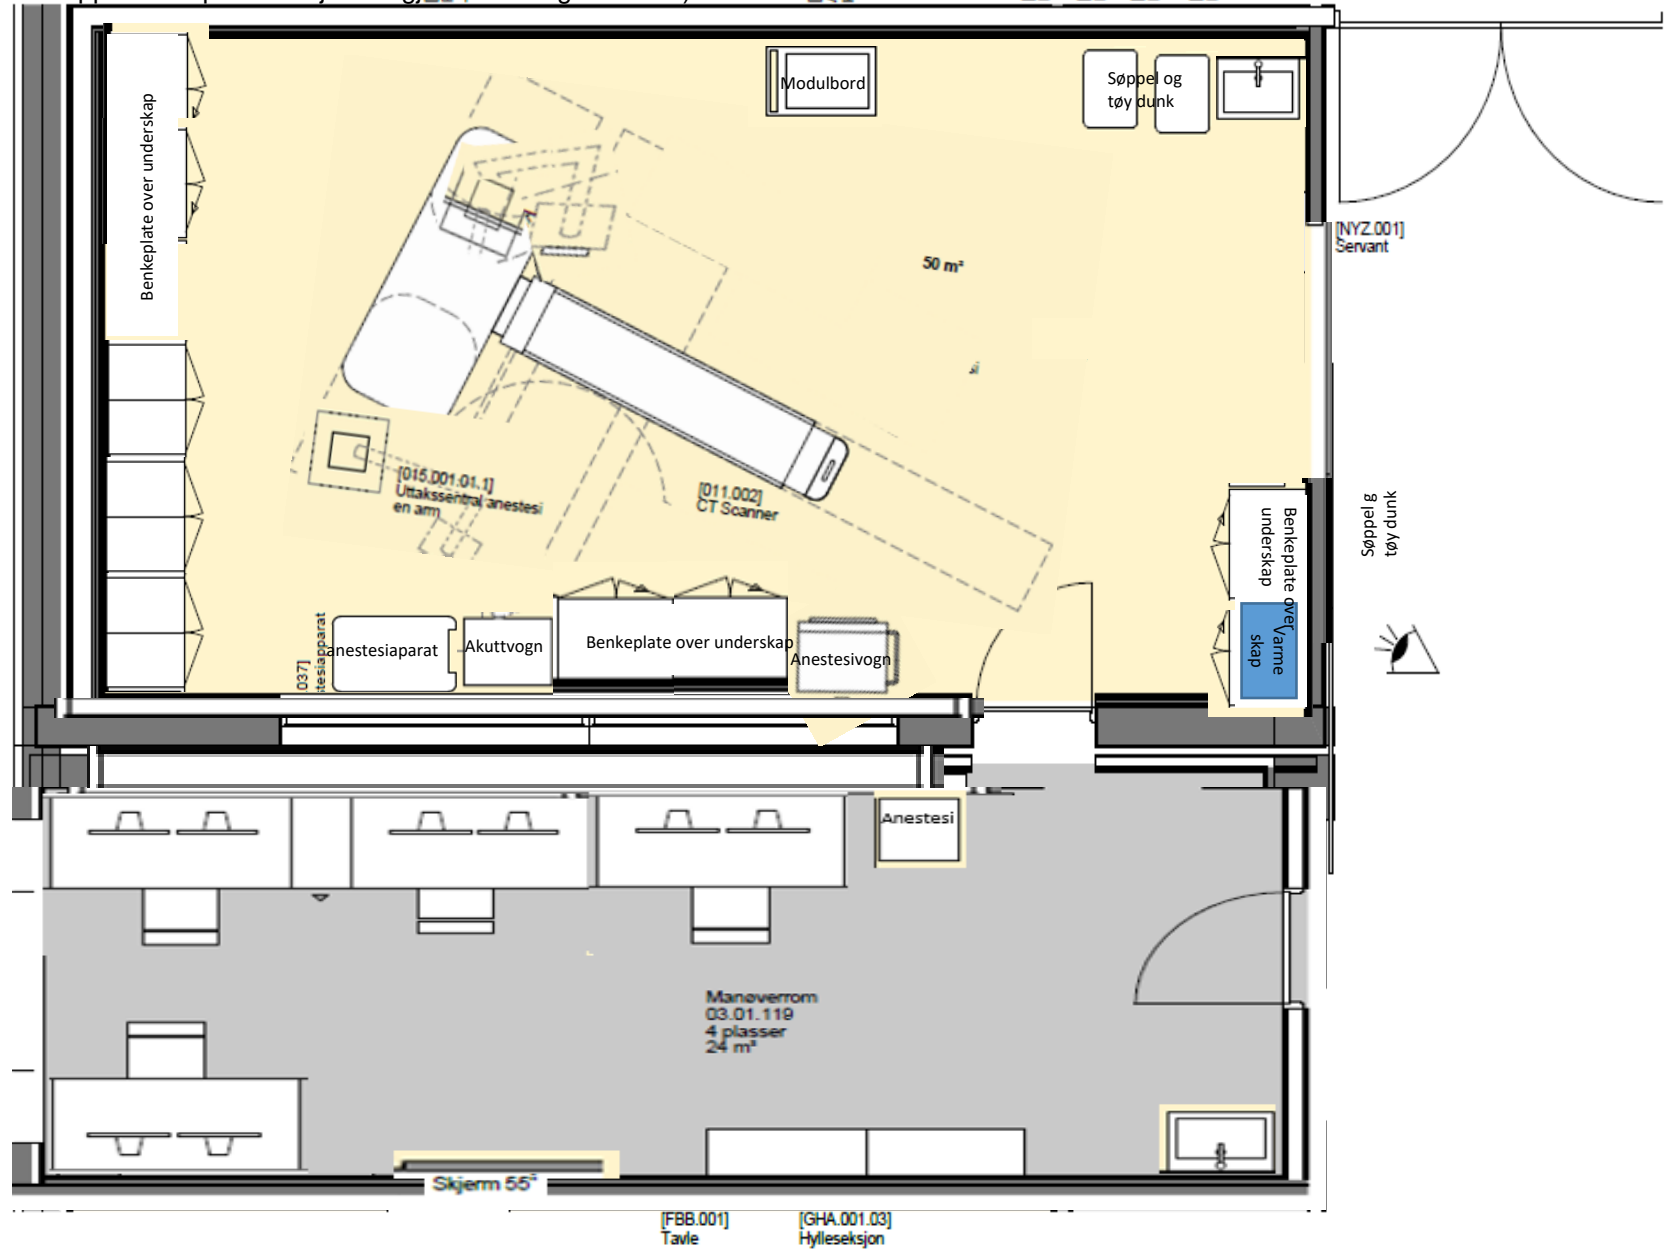 Modulbord
Søppel og
tøy dunk
Benkeplate over underskap
[NYZ.001]
Servant
50 m²
[015.001.01.1]
Uttakssentral anestesi
en arm
[011.002]
CT Scanner
Søppel g
tøy dunk
Benkeplate over
underskap
Varme
skap
anestesiaparat
Akuttvogn
Benkeplate over underskap
Anestesivogn
.037]
Anestesi
Manøverrom
03.01.119
4 plasser
24 m²
Skjerm 55"
[FBB.001]
Tavle
[GHA.001.03]
Hylleseksjon